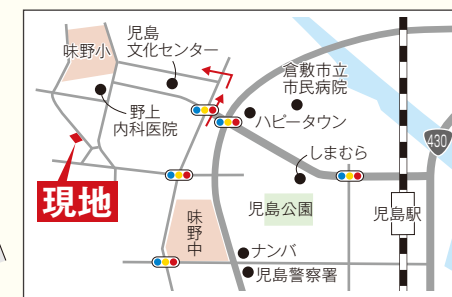 味野小
児島
文化センター
倉敷市立
市民病院
野上
内科医院
ハピータウン
430
しまむら
現地
味野中
児島公園
児島駅
ナンバ
児島警察署